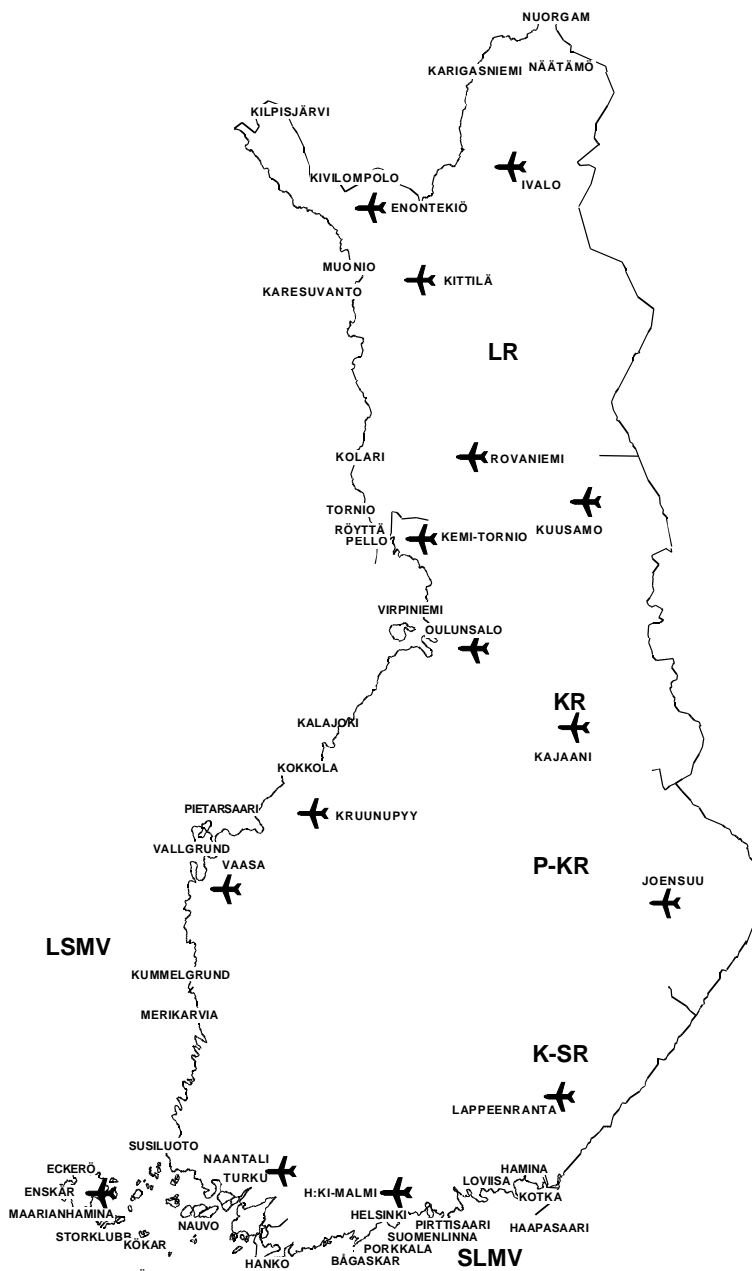 NUORGAM
KARIGASNIEMI
NÄÄTÄMÖ
KILPISJÄRVI
KIVILOMPOLO
IVALO
ENONTEKIÖ
MUONIO
KITTILÄ
KARESUVANTO
LR
KOLARI
ROVANIEMI
TORNIO
RÖYTTÄ
PELLO
KEMI-TORNIO
KUUSAMO
VIRPINIEMI
OULUNSALO
KR
KALAJOKI
KAJAANI
KOKKOLA
PIETARSAARI
KRUUNUPYY
VALLGRUND
VAASA
P-KR
JOENSUU
LSMV
KUMMELGRUND
MERIKARVIA
K-SR
LAPPEENRANTA
SUSILUOTO
NAANTALI
ECKERÖ
TURKU
HAMINA
LOVIISA
ENSKÄR
H:KI-MALMI
KOTKA
MAARIANHAMINA
HELSINKI
PIRTTISAARI
HAAPASAARI
NAUVO
SUOMENLINNA
STORKLUBB
KÖKAR
PORKKALA
HANKO
BÅGASKAR
SLMV